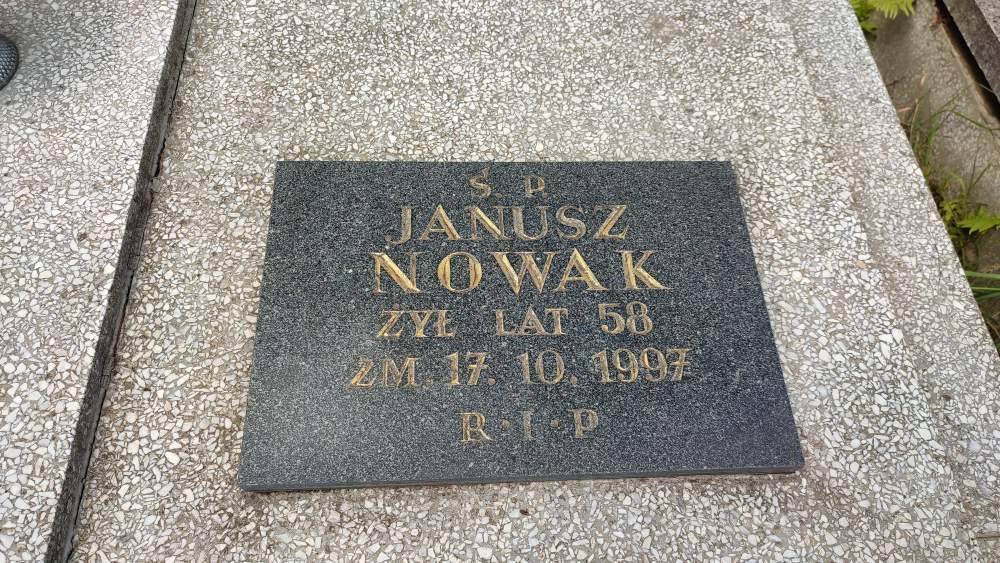 Ś P
JANUSZ
NOWAK
ŻYŁ LAT 58
ZM. 17. 10. 1997
R·I·P